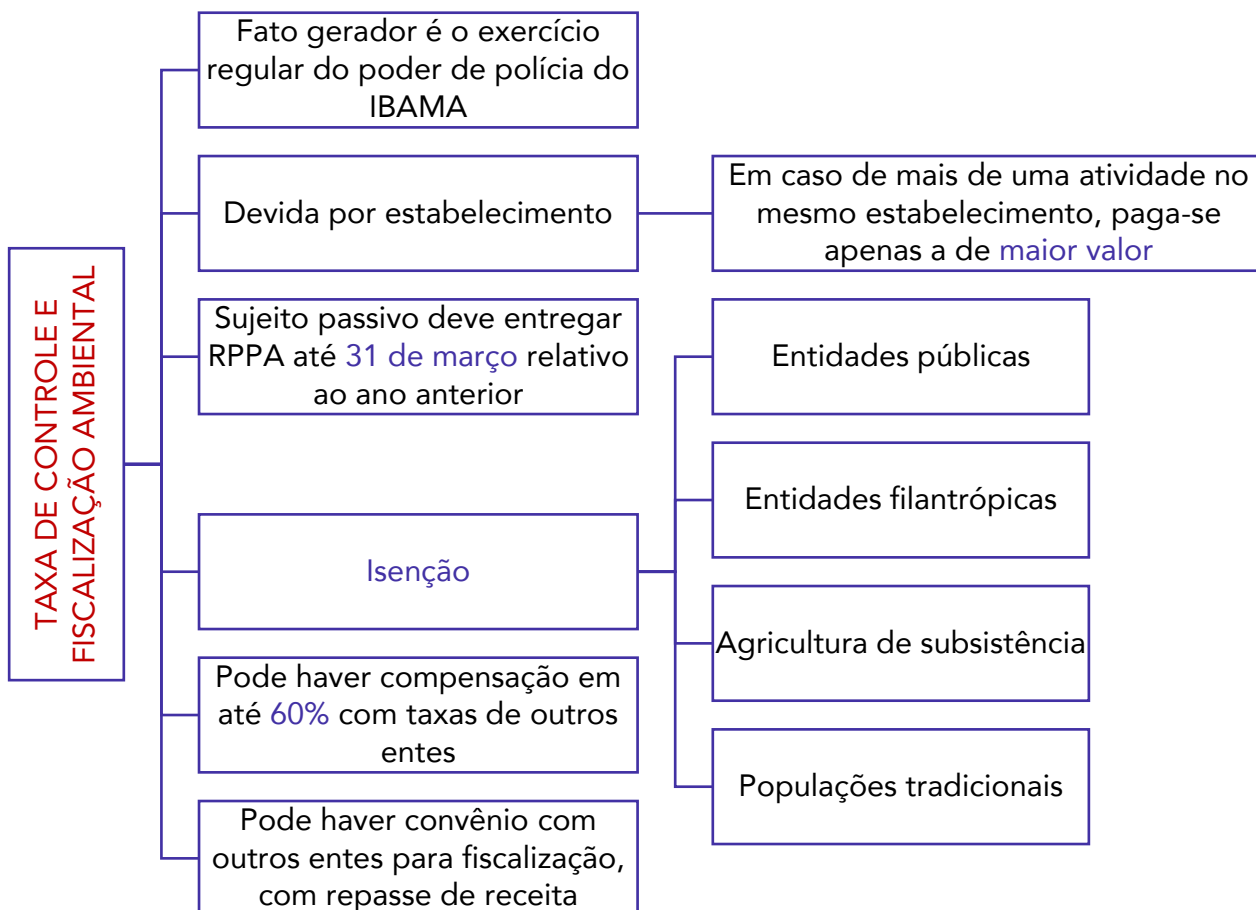 TAXA DE CONTROLE E
FISCALIZAÇÃO AMBIENTAL
Fato gerador é o exercício
regular do poder de polícia do
IBAMA
Devida por estabelecimento
Em caso de mais de uma atividade no
mesmo estabelecimento, paga-se
apenas a de maior valor
Sujeito passivo deve entregar
RPPA até 31 de março relativo
ao ano anterior
Isenção
Entidades públicas
Entidades filantrópicas
Agricultura de subsistência
Populações tradicionais
Pode haver compensação em
até 60% com taxas de outros
entes
Pode haver convênio com
outros entes para fiscalização,
com repasse de receita